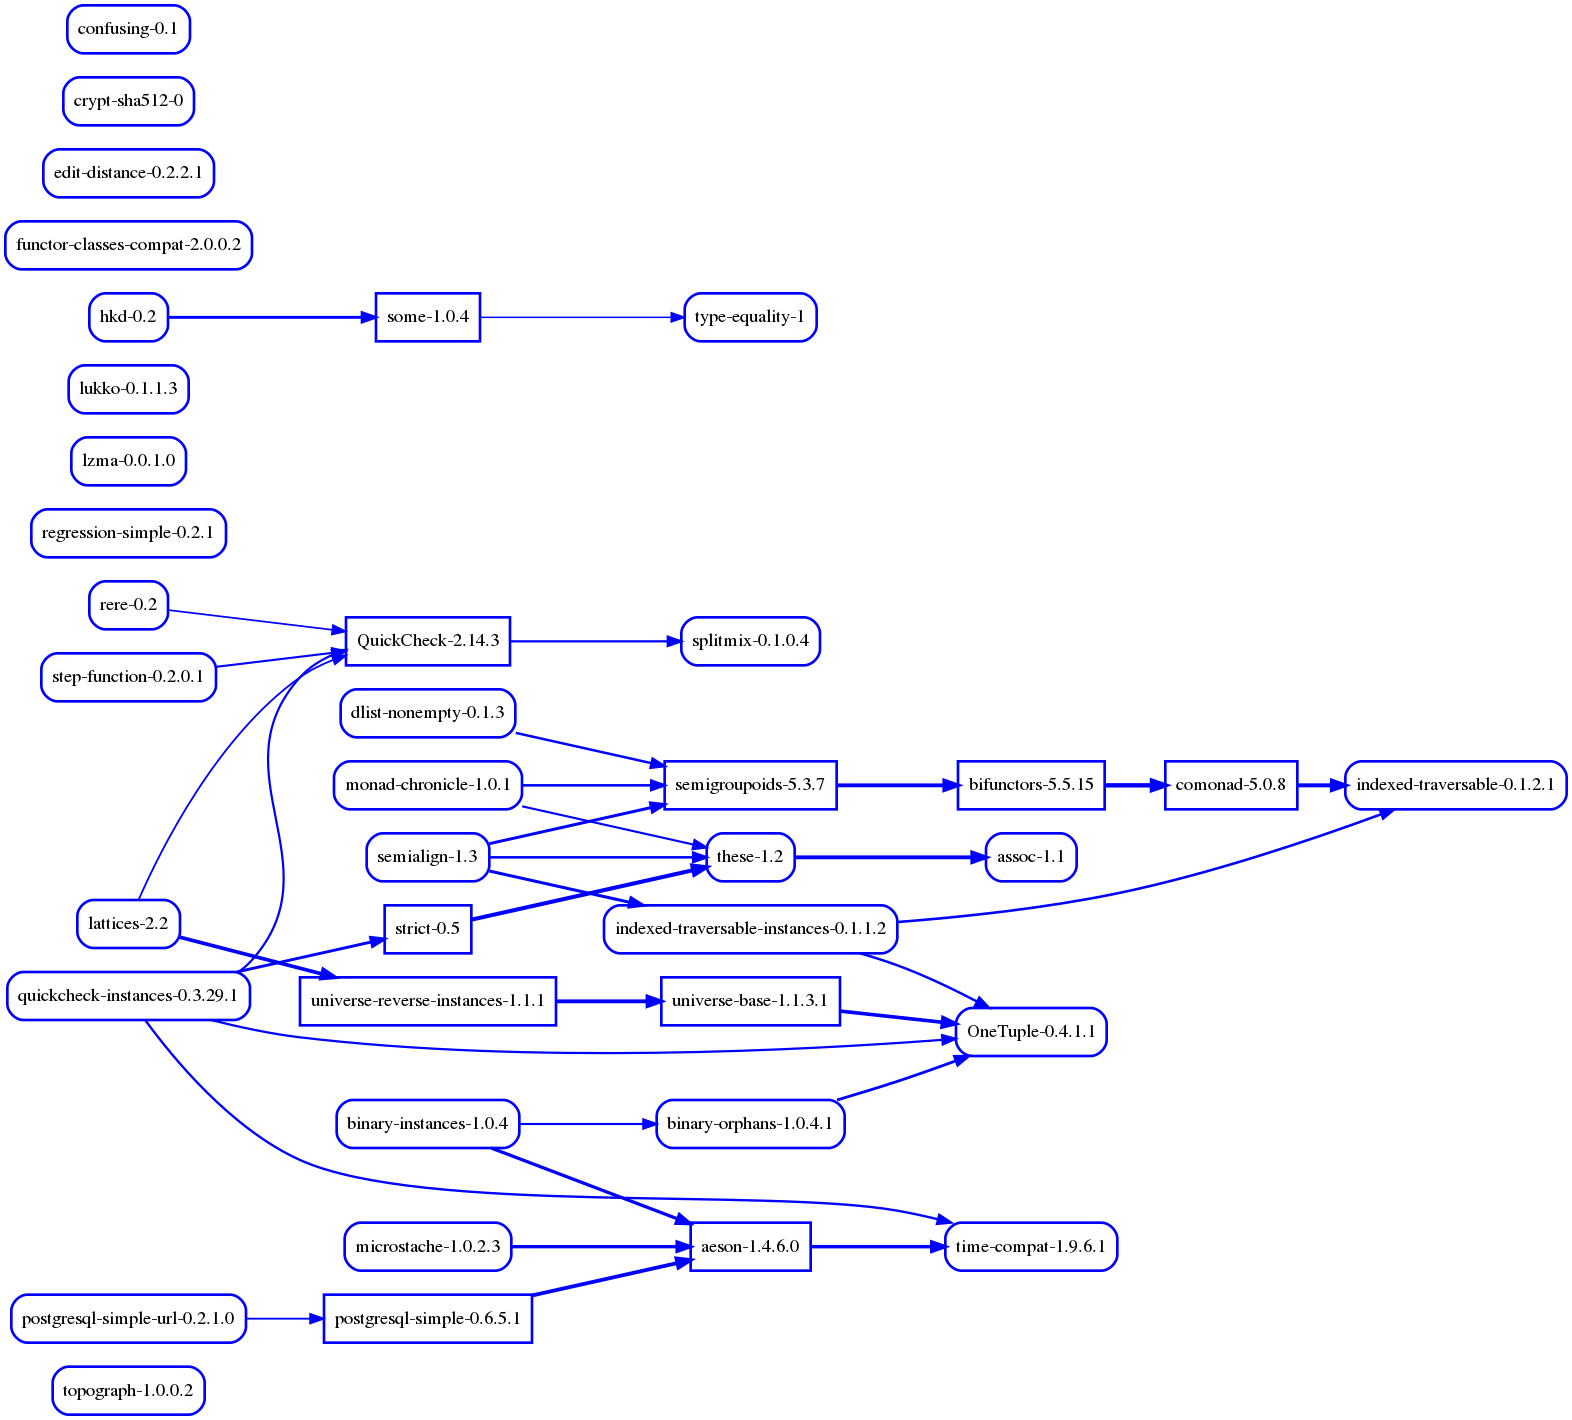 confusing-0.1
crypt-sha512-0
edit-distance-0.2.2.1
functor-classes-compat-2.0.0.2
hkd-0.2
some-1.0.4
type-equality-1
lukko-0.1.1.3
lzma-0.0.1.0
regression-simple-0.2.1
rere-0.2
QuickCheck-2.14.3
splitmix-0.1.0.4
step-function-0.2.0.1
dlist-nonempty-0.1.3
monad-chronicle-1.0.1
semigroupoids-5.3.7
bifunctors-5.5.15
comonad-5.0.8
indexed-traversable-0.1.2.1
semialign-1.3
these-1.2
assoc-1.1
lattices-2.2
strict-0.5
indexed-traversable-instances-0.1.1.2
quickcheck-instances-0.3.29.1
universe-reverse-instances-1.1.1
universe-base-1.1.3.1
OneTuple-0.4.1.1
binary-instances-1.0.4
binary-orphans-1.0.4.1
microstache-1.0.2.3
aeson-1.4.6.0
time-compat-1.9.6.1
postgresql-simple-url-0.2.1.0
postgresql-simple-0.6.5.1
topograph-1.0.0.2